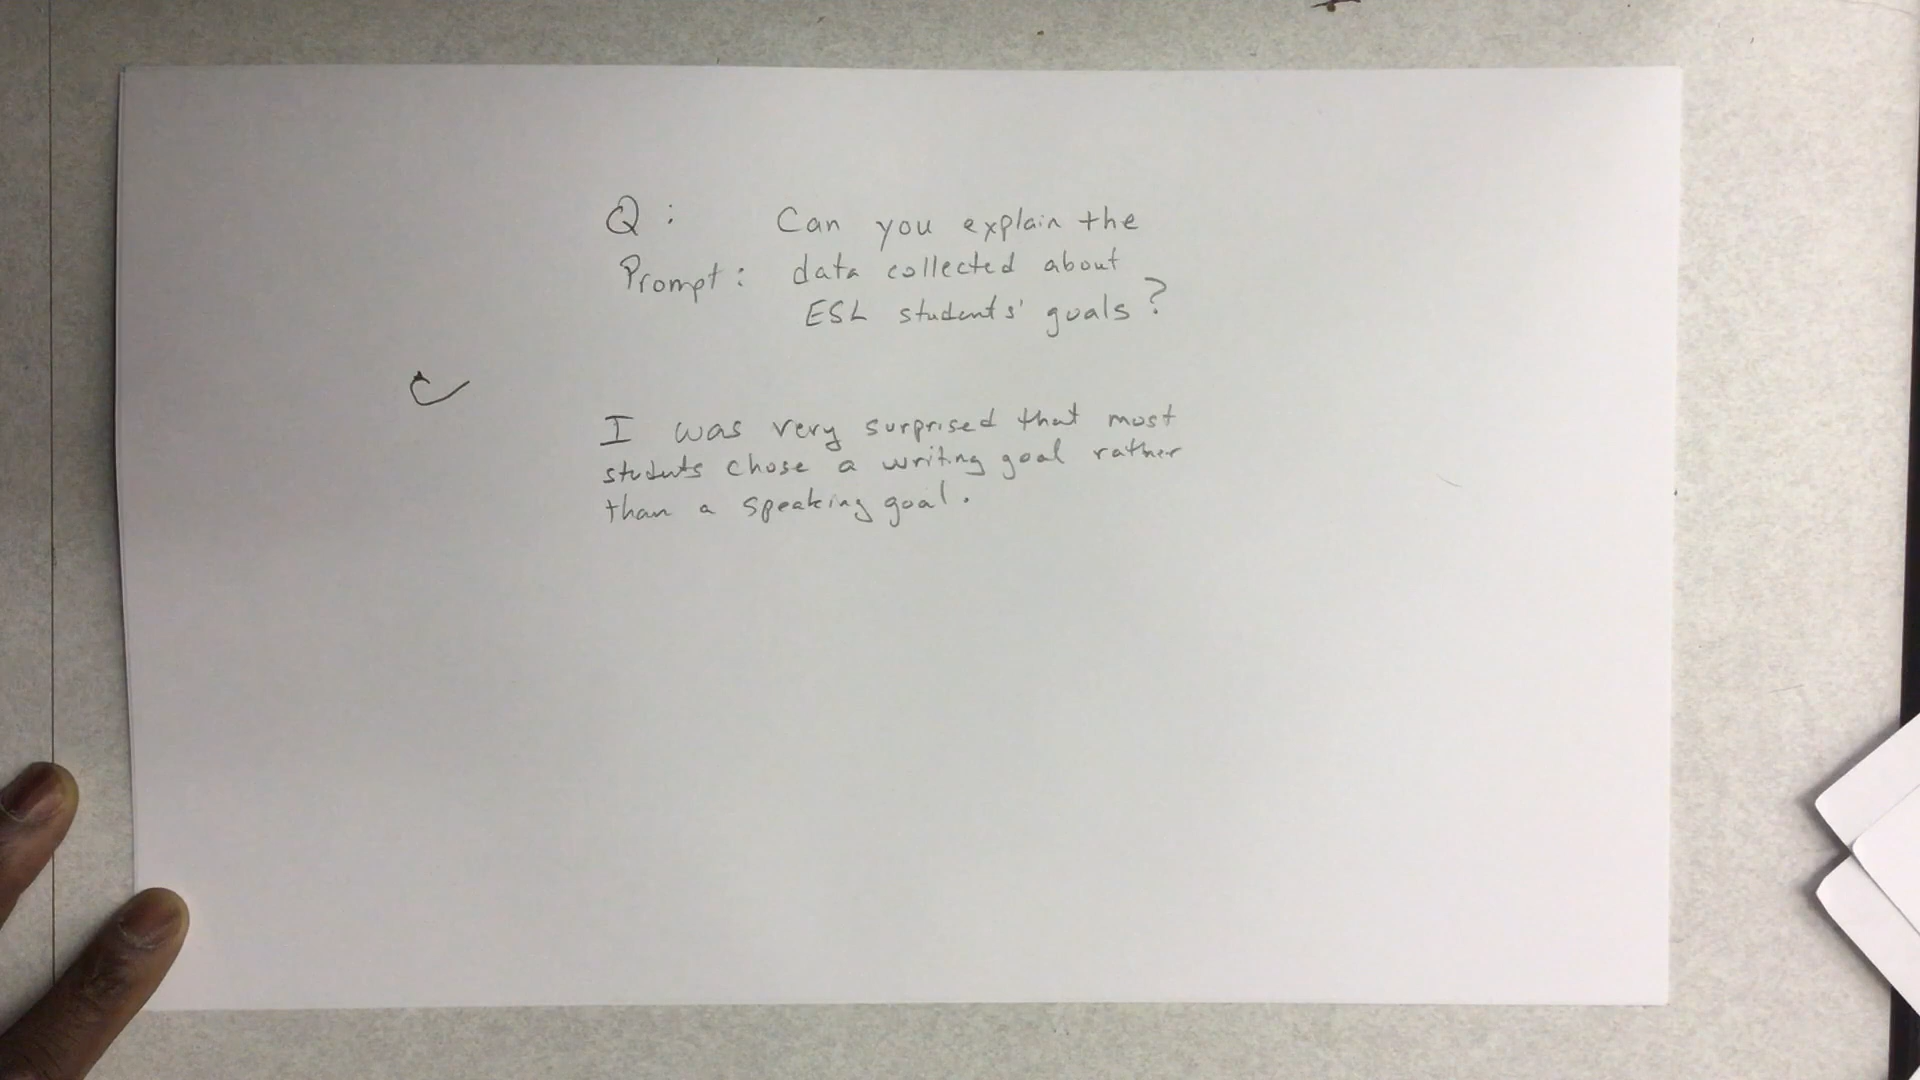 Q: Can you explain the
Prompt: data collected about
ESL students' goals?
I was very surprised that most
students chose a writing goal rather
than a speaking goal.